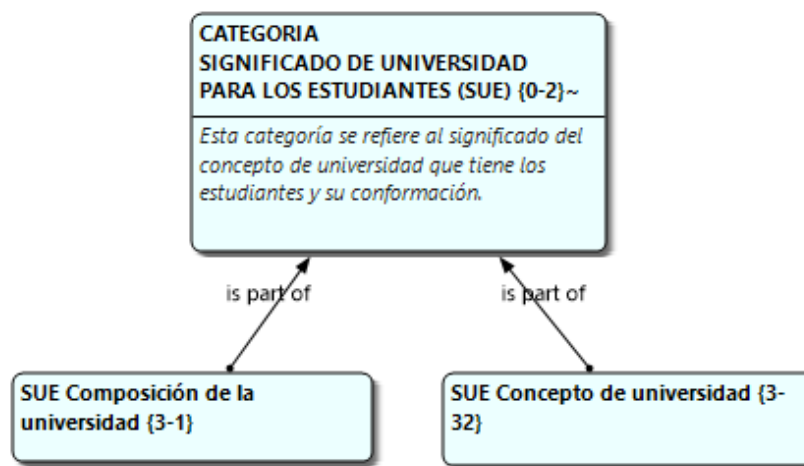 CATEGORIA
SIGNIFICADO DE UNIVERSIDAD
PARA LOS ESTUDIANTES (SUE) {0-2}~
Esta categoría se refiere al significado del
concepto de universidad que tiene los
estudiantes y su conformación.
is part of
is part of
SUE Composición de la
universidad {3-1}
SUE Concepto de universidad {3-
32}